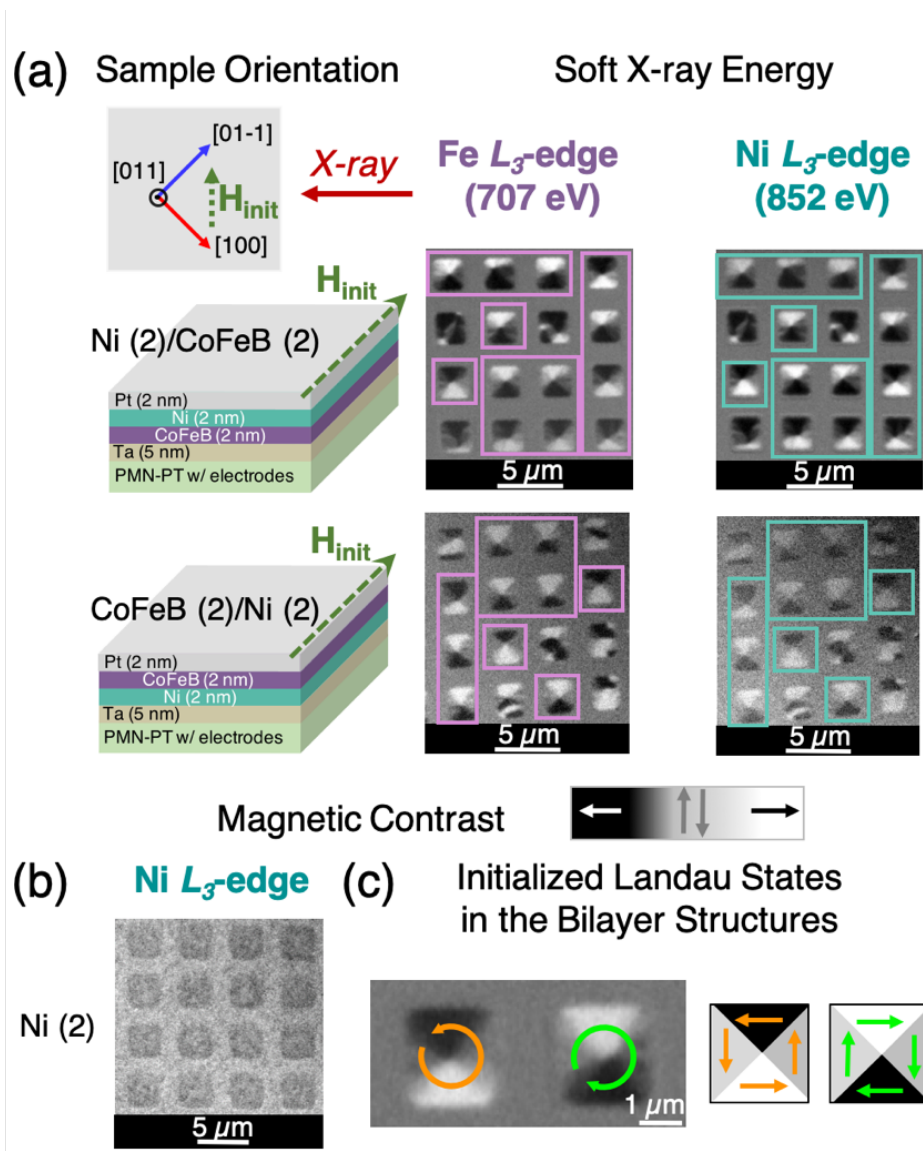 (a) Sample Orientation Soft X-ray Energy
[01-1]
[011]
H_init
[100]
X-ray
Fe L₃-edge
(707 eV)
Ni L₃-edge
(852 eV)
H_init
Ni (2)/CoFeB (2)
Pt (2 nm)
Ni (2 nm)
CoFeB (2 nm)
Ta (5 nm)
PMN-PT w/ electrodes
5 µm
5 µm
H_init
CoFeB (2)/Ni (2)
Pt (2 nm)
CoFeB (2 nm)
Ni (2 nm)
Ta (5 nm)
PMN-PT w/ electrodes
5 µm
5 µm
Magnetic Contrast
(b) Ni L₃-edge
Ni (2)
5 µm
(c) Initialized Landau States
in the Bilayer Structures
1 µm